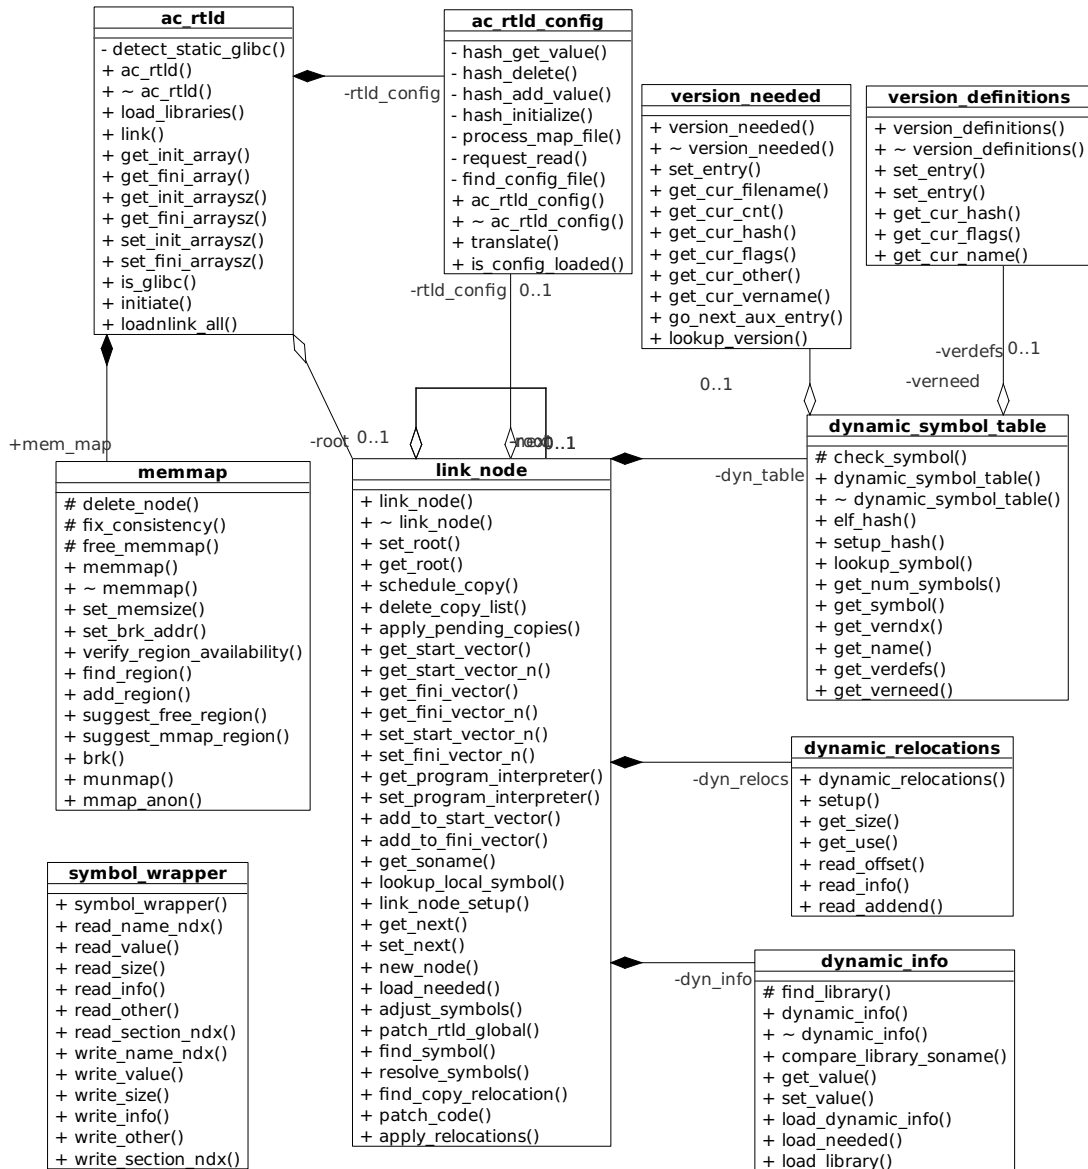 ac_rtld
- detect_static_glibc()
+ ac_rtld()
+ ~ ac_rtld()
+ load_libraries()
+ link()
+ get_init_array()
+ get_fini_array()
+ get_init_arraysz()
+ get_fini_arraysz()
+ set_init_arraysz()
+ set_fini_arraysz()
+ is_glibc()
+ initiate()
+ loadnlink_all()
-rtld_config
ac_rtld_config
- hash_get_value()
- hash_delete()
- hash_add_value()
- hash_initialize()
- process_map_file()
- request_read()
- find_config_file()
+ ac_rtld_config()
+ ~ ac_rtld_config()
+ translate()
+ is_config_loaded()
-rtld_config 0..1
version_needed
+ version_needed()
+ ~ version_needed()
+ set_entry()
+ get_cur_filename()
+ get_cur_cnt()
+ get_cur_hash()
+ get_cur_flags()
+ get_cur_other()
+ get_cur_vername()
+ go_next_aux_entry()
+ lookup_version()
version_definitions
+ version_definitions()
+ ~ version_definitions()
+ set_entry()
+ set_entry()
+ get_cur_hash()
+ get_cur_flags()
+ get_cur_name()
-verdefs 0..1
0..1 -verneed
+mem_map
-root 0..1
0..1
memmap
# delete_node()
# fix_consistency()
# free_memmap()
+ memmap()
+ ~ memmap()
+ set_memsize()
+ set_brk_addr()
+ verify_region_availability()
+ find_region()
+ add_region()
+ suggest_free_region()
+ suggest_mmap_region()
+ brk()
+ munmap()
+ mmap_anon()
link_node
+ link_node()
+ ~ link_node()
+ set_root()
+ get_root()
+ schedule_copy()
+ delete_copy_list()
+ apply_pending_copies()
+ get_start_vector()
+ get_start_vector_n()
+ get_fini_vector()
+ get_fini_vector_n()
+ set_start_vector_n()
+ set_fini_vector_n()
+ get_program_interpreter()
+ set_program_interpreter()
+ add_to_start_vector()
+ add_to_fini_vector()
+ get_soname()
+ lookup_local_symbol()
+ link_node_setup()
+ get_next()
+ set_next()
+ new_node()
+ load_needed()
+ adjust_symbols()
+ patch_rtld_global()
+ find_symbol()
+ resolve_symbols()
+ find_copy_relocation()
+ patch_code()
+ apply_relocations()
-dyn_table
dynamic_symbol_table
# check_symbol()
+ dynamic_symbol_table()
+ ~ dynamic_symbol_table()
+ elf_hash()
+ setup_hash()
+ lookup_symbol()
+ get_num_symbols()
+ get_symbol()
+ get_verndx()
+ get_name()
+ get_verdefs()
+ get_verneed()
-dyn_relocs
dynamic_relocations
+ dynamic_relocations()
+ setup()
+ get_size()
+ get_use()
+ read_offset()
+ read_info()
+ read_addend()
symbol_wrapper
+ symbol_wrapper()
+ read_name_ndx()
+ read_value()
+ read_size()
+ read_info()
+ read_other()
+ read_section_ndx()
+ write_name_ndx()
+ write_value()
+ write_size()
+ write_info()
+ write_other()
+ write_section_ndx()
-dyn_info
dynamic_info
# find_library()
+ dynamic_info()
+ ~ dynamic_info()
+ compare_library_soname()
+ get_value()
+ set_value()
+ load_dynamic_info()
+ load_needed()
+ load_library()